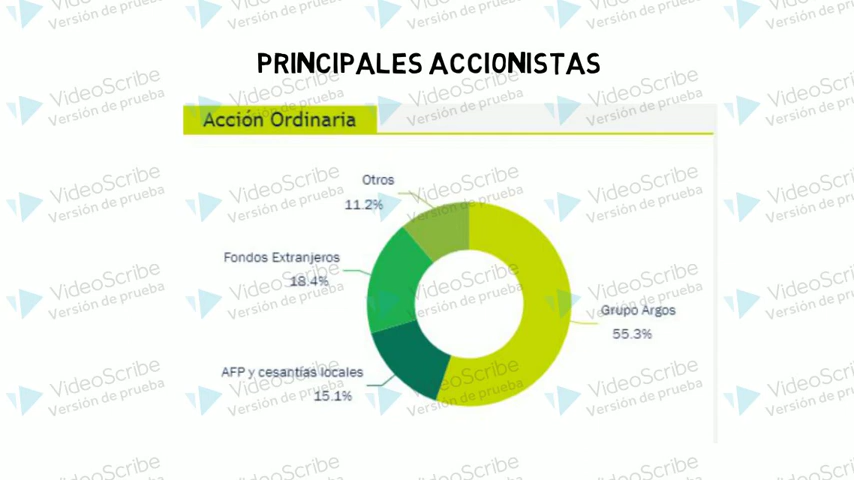 PRINCIPALES ACCIONISTAS
Acción Ordinaria
Otros
11.2%
Fondos Extranjeros
18.4%
Grupo Argos
55.3%
AFP y cesantías locales
15.1%
VideoScribe
Versión de prueba